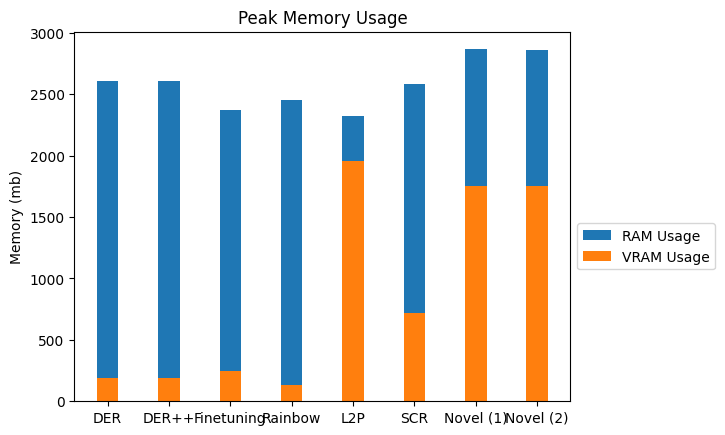 Peak Memory Usage
Memory (mb)
3000
2500
2000
1500
1000
500
0
DER DER++ Finetuning Rainbow L2P SCR Novel (1) Novel (2)
RAM Usage
VRAM Usage